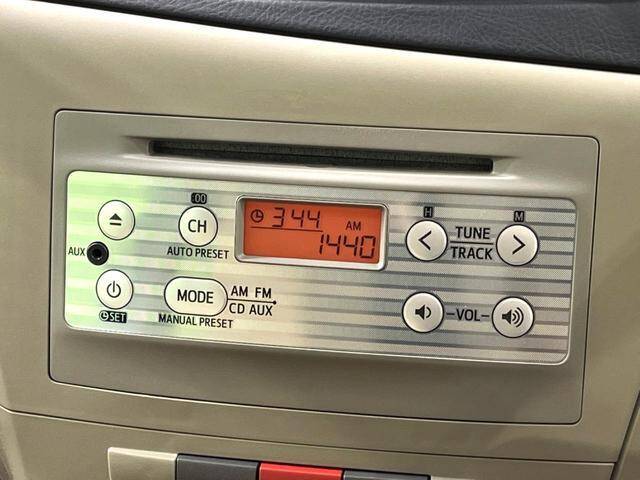 :00
H
M
CH
3:44 AM
1440
TUNE
TRACK
AUX
AUTO PRESET
MODE
AM FM
CD AUX
-VOL-
SET
MANUAL PRESET